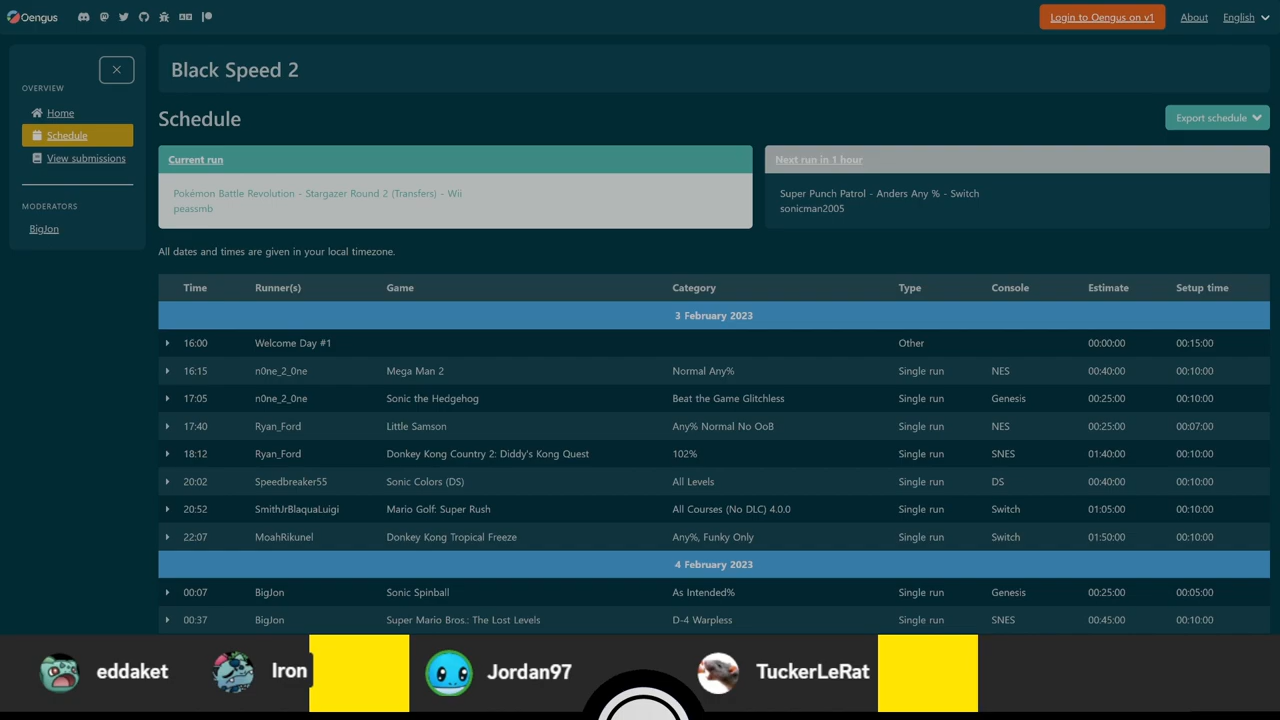 Oengus
Login to Oengus on v1
About
English
OVERVIEW
Home
Schedule
View submissions
MODERATORS
BigJon
Black Speed 2
Schedule
Export schedule
Current run
Pokémon Battle Revolution - Stargazer Round 2 (Transfers) - Wii
peassmb
Next run in 1 hour
Super Punch Patrol - Anders Any % - Switch
sonicman2005
All dates and times are given in your local timezone.
Time Runner(s) Game Category Type Console Estimate Setup time
3 February 2023
16:00 Welcome Day #1 Other 00:00:00 00:15:00
16:15 n0ne_2_0ne Mega Man 2 Normal Any% Single run NES 00:40:00 00:10:00
17:05 n0ne_2_0ne Sonic the Hedgehog Beat the Game Glitchless Single run Genesis 00:25:00 00:10:00
17:40 Ryan_Ford Little Samson Any% Normal No OoB Single run NES 00:25:00 00:07:00
18:12 Ryan_Ford Donkey Kong Country 2: Diddy's Kong Quest 102% Single run SNES 01:40:00 00:10:00
20:02 Speedbreaker55 Sonic Colors (DS) All Levels Single run DS 00:40:00 00:10:00
20:52 SmithJrBlaquaLuigi Mario Golf: Super Rush All Courses (No DLC) 4.0.0 Single run Switch 01:05:00 00:10:00
22:07 MoahRikunel Donkey Kong Tropical Freeze Any%, Funky Only Single run Switch 01:50:00 00:10:00
4 February 2023
00:07 BigJon Sonic Spinball As Intended% Single run Genesis 00:25:00 00:05:00
00:37 BigJon Super Mario Bros.: The Lost Levels D-4 Warpless Single run SNES 00:45:00 00:10:00
eddaket Iron Jordan97 TuckerLeRat